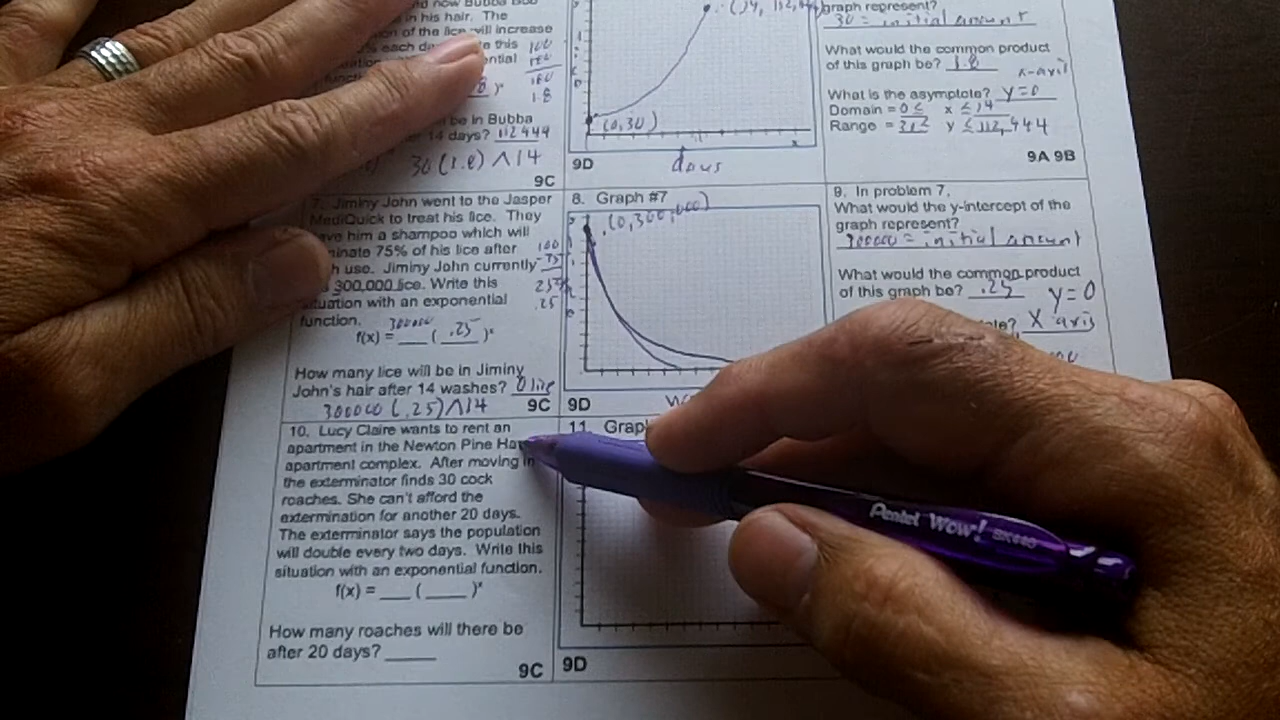 in his hair. The
of the lice will increase
100
180
1.8
be in Bubba
14 days? 112444
30 (1.8) ^14
9C
(0,30)
days
x
9D
graph represent?
30 = initial amount
What would the common product
of this graph be? 1.8
x-axis
What is the asymptote? y=0
Domain = 0 ≤ x ≤ 14
Range = y ≤ 112,444
9A 9B
7. Jiminy John went to the Jasper
MediQuick to treat his lice. They
him a shampoo which will
75% of his lice after
use. Jiminy John currently
300,000 lice. Write this
situation with an exponential
function.
100
25%
.25
300000
f(x) = ( .25 )x
How many lice will be in Jiminy
John's hair after 14 washes? 0 lice
300000 (.25)^14
9C
8. Graph #7
(0,300,000)
9D
9. In problem 7,
What would the y-intercept of the
graph represent?
300000 = initial amount
What would the common product
of this graph be? .25
y=0
X axis
10. Lucy Claire wants to rent an
apartment in the Newton Pine
apartment complex. After moving in
the exterminator finds 30 cock
roaches. She can't afford the
extermination for another 20 days.
The exterminator says the population
will double every two days. Write this
situation with an exponential function.
f(x) = ___ ( ____ )x
How many roaches will there be
after 20 days? _____
9C
11.
9D
Pentel Wow!